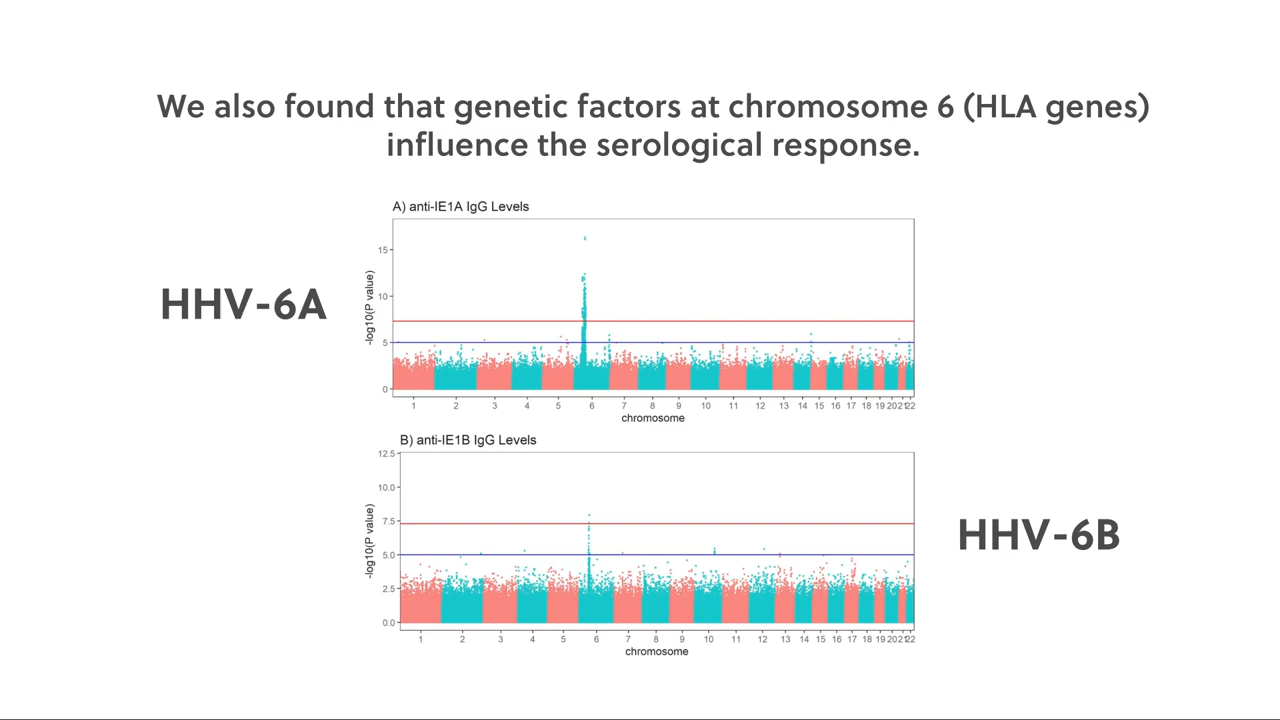 We also found that genetic factors at chromosome 6 (HLA genes)
influence the serological response.
A) anti-IE1A IgG Levels
HHV-6A
-log10(P value)
15
10
5
0
1 2 3 4 5 6 7 8 9 10 11 12 13 14 15 16 17 18 19 20 21 22
chromosome
B) anti-IE1B IgG Levels
HHV-6B
-log10(P value)
12.5
10.0
7.5
5.0
2.5
0.0
1 2 3 4 5 6 7 8 9 10 11 12 13 14 15 16 17 18 19 20 21 22
chromosome